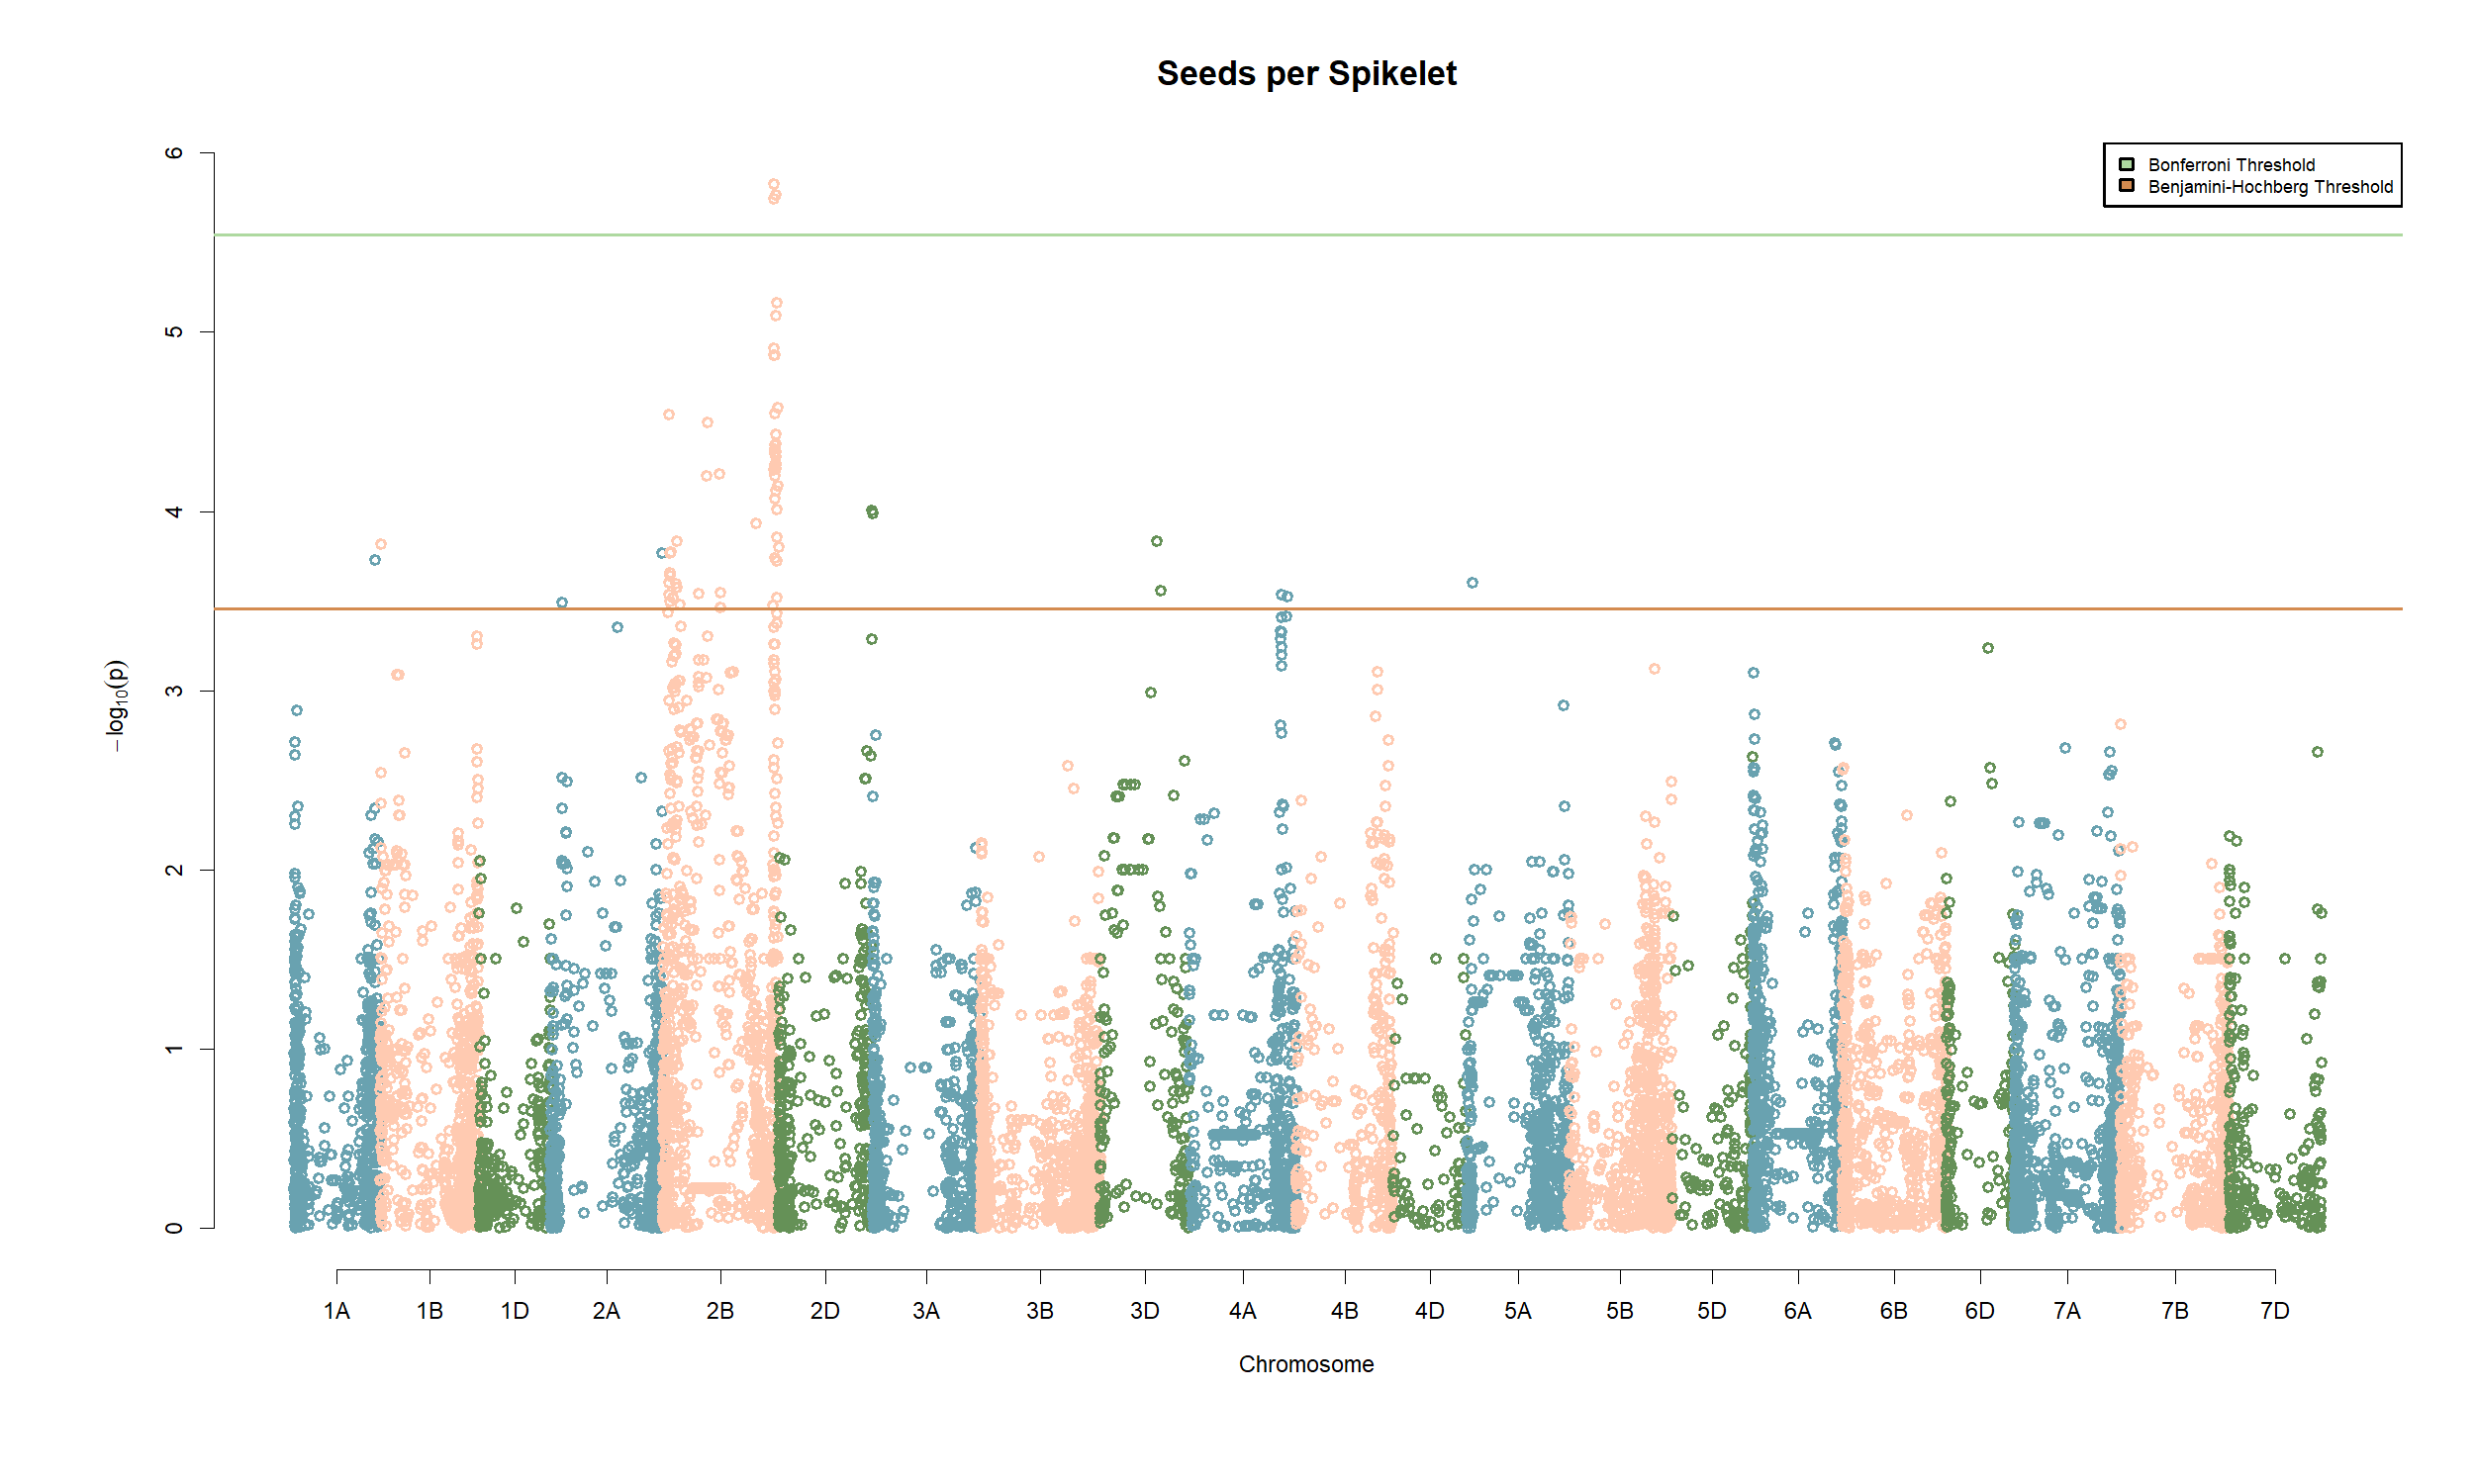 Seeds per Spikelet
Bonferroni Threshold
Benjamini-Hochberg Threshold
6
5
4
3
2
1
0
−log₁₀(p)
1A 1B 1D 2A 2B 2D 3A 3B 3D 4A 4B 4D 5A 5B 5D 6A 6B 6D 7A 7B 7D
Chromosome